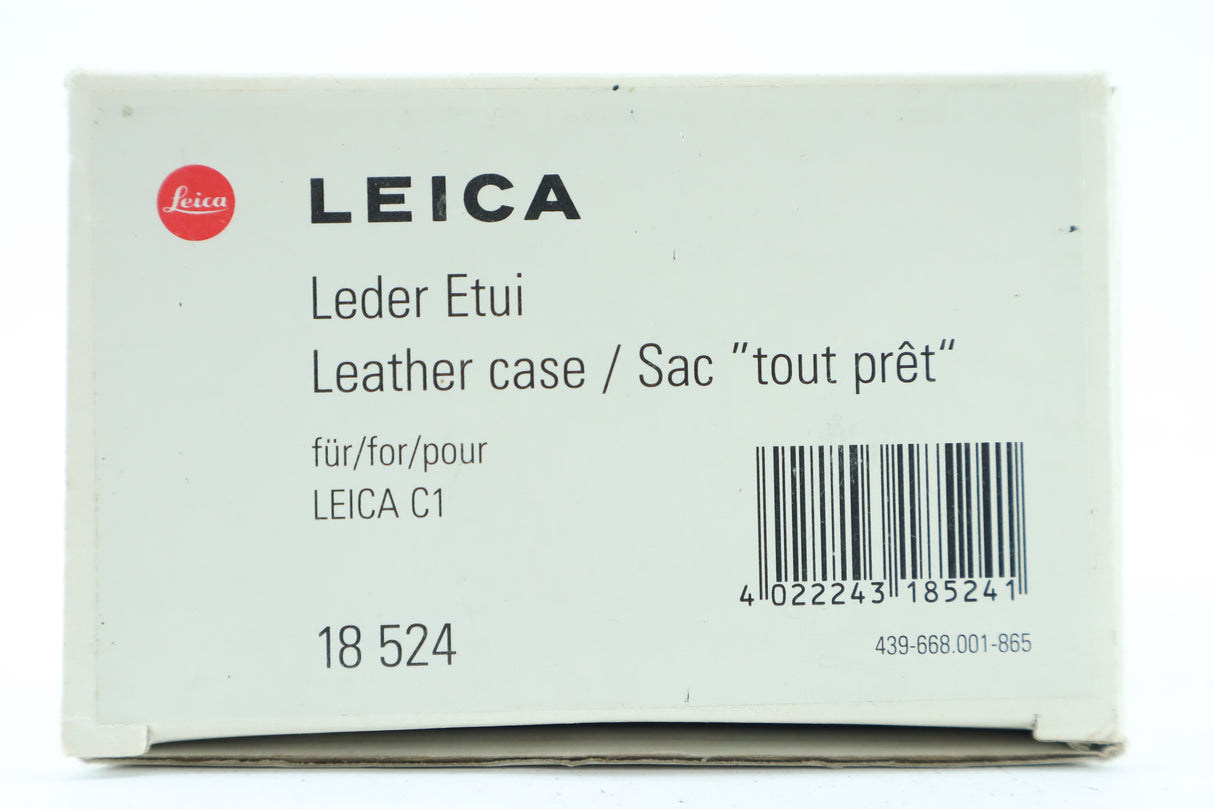 Leica
LEICA
Leder Etui
Leather case / Sac ”tout prêt“
für/for/pour
LEICA C1
4 022243 185241
18 524
439-668.001-865